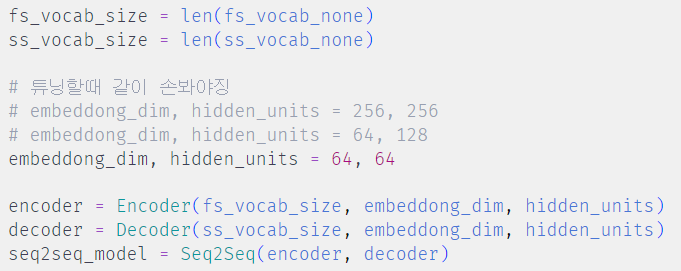 fs_vocab_size = len(fs_vocab_none)
ss_vocab_size = len(ss_vocab_none)
# 튜닝할때 같이 손봐야징
# embeddong_dim, hidden_units = 256, 256
# embeddong_dim, hidden_units = 64, 128
embeddong_dim, hidden_units = 64, 64
encoder = Encoder(fs_vocab_size, embeddong_dim, hidden_units)
decoder = Decoder(ss_vocab_size, embeddong_dim, hidden_units)
seq2seq_model = Seq2Seq(encoder, decoder)